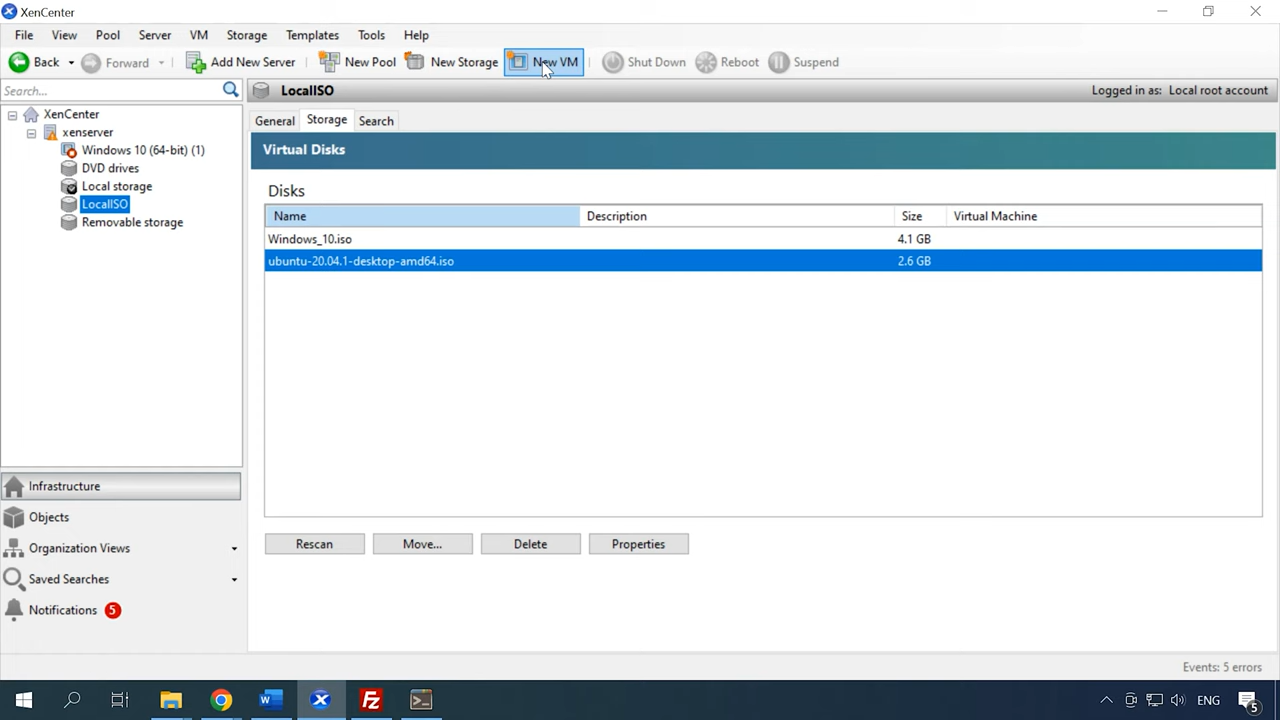 XenCenter
File View Pool Server VM Storage Templates Tools Help
Back Forward Add New Server New Pool New Storage New VM Shut Down Reboot Suspend
Search...
LocalISO Logged in as: Local root account
XenCenter
xenserver
Windows 10 (64-bit) (1)
DVD drives
Local storage
LocalISO
Removable storage
General Storage Search
Virtual Disks
Disks
Name Description Size Virtual Machine
Windows_10.iso 4.1 GB
ubuntu-20.04.1-desktop-amd64.iso 2.6 GB
Rescan Move... Delete Properties
Infrastructure
Objects
Organization Views
Saved Searches
Notifications 5
Events: 5 errors
ENG 5